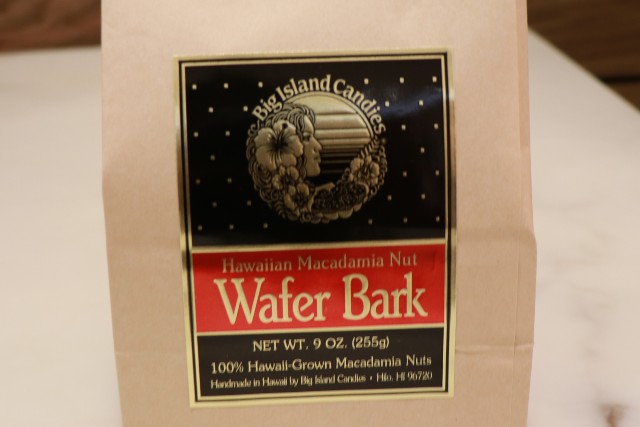 Big Island Candies
Hawaiian Macadamia Nut
Wafer Bark
NET WT. 9 OZ. (255g)
100% Hawaii-Grown Macadamia Nuts
Handmade in Hawaii by Big Island Candies • Hilo, HI 96720